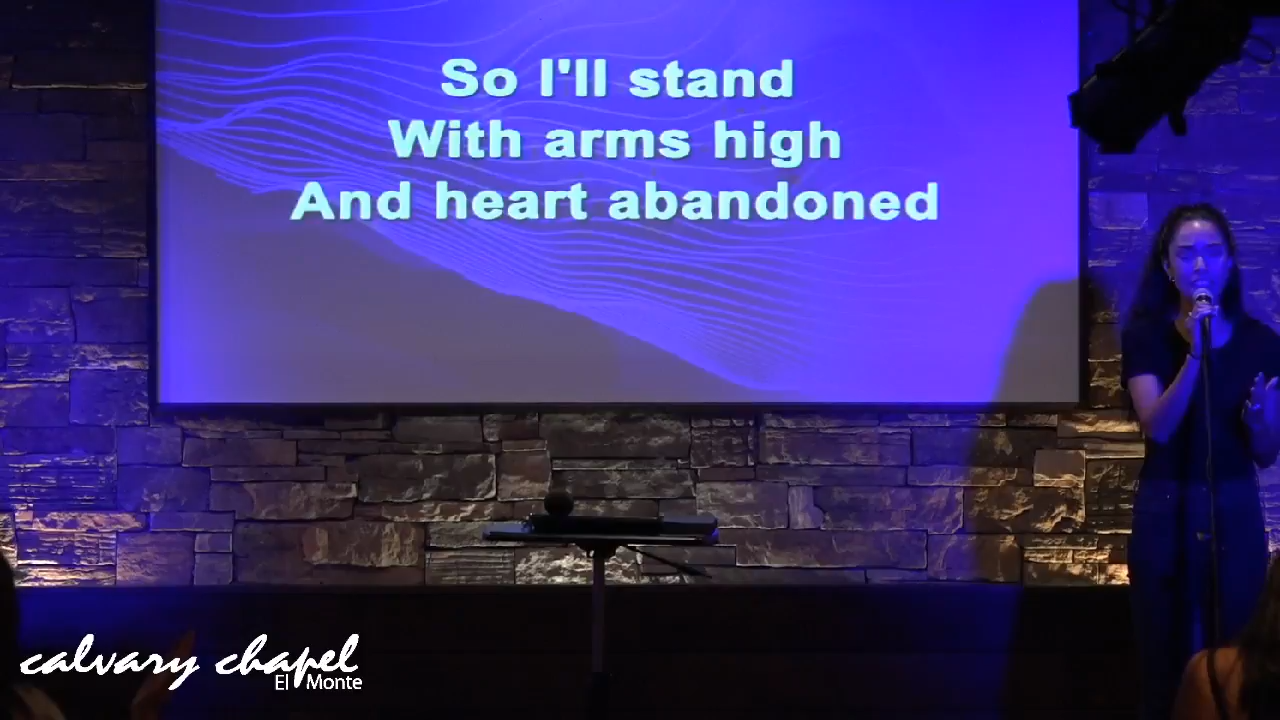 So I'll stand
With arms high
And heart abandoned
calvary chapel
El Monte